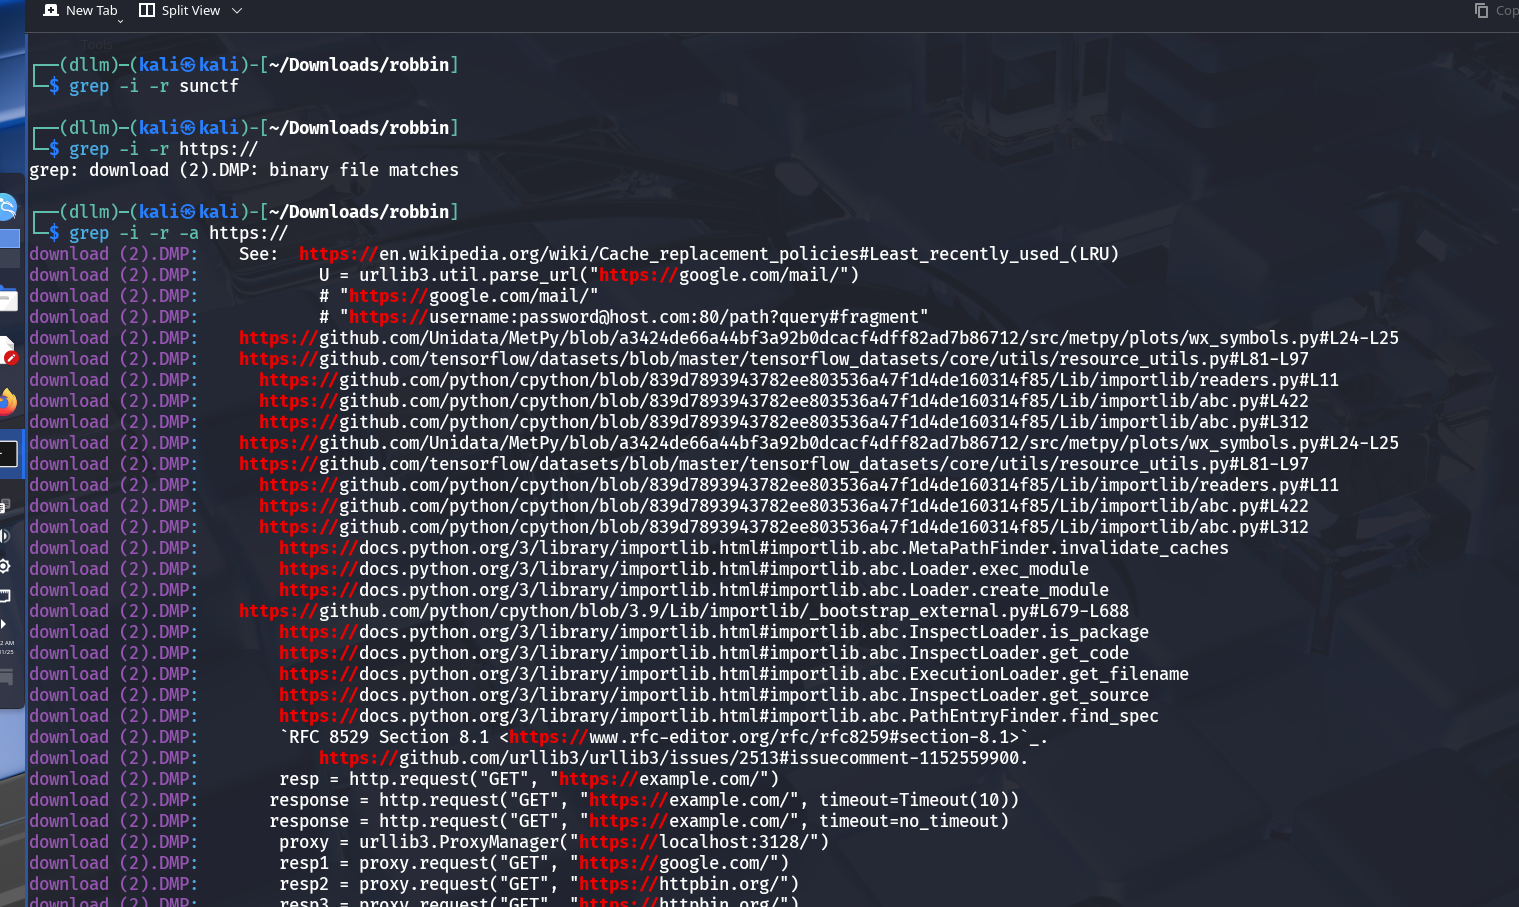 New Tab Split View Cop
Tools
┌──(dllm)─(kali㉿kali)-[~/Downloads/robbin]
└─$ grep -i -r sunctf
┌──(dllm)─(kali㉿kali)-[~/Downloads/robbin]
└─$ grep -i -r https://
grep: download (2).DMP: binary file matches
┌──(dllm)─(kali㉿kali)-[~/Downloads/robbin]
└─$ grep -i -r -a https://
download (2).DMP:    See:  https://en.wikipedia.org/wiki/Cache_replacement_policies#Least_recently_used_(LRU)
download (2).DMP:            U = urllib3.util.parse_url("https://google.com/mail/")
download (2).DMP:            # "https://google.com/mail/"
download (2).DMP:            # "https://username:password@host.com:80/path?query#fragment"
download (2).DMP:    https://github.com/Unidata/MetPy/blob/a3424de66a44bf3a92b0dcacf4dff82ad7b86712/src/metpy/plots/wx_symbols.py#L24-L25
download (2).DMP:    https://github.com/tensorflow/datasets/blob/master/tensorflow_datasets/core/utils/resource_utils.py#L81-L97
download (2).DMP:      https://github.com/python/cpython/blob/839d7893943782ee803536a47f1d4de160314f85/Lib/importlib/readers.py#L11
download (2).DMP:      https://github.com/python/cpython/blob/839d7893943782ee803536a47f1d4de160314f85/Lib/importlib/abc.py#L422
download (2).DMP:      https://github.com/python/cpython/blob/839d7893943782ee803536a47f1d4de160314f85/Lib/importlib/abc.py#L312
download (2).DMP:    https://github.com/Unidata/MetPy/blob/a3424de66a44bf3a92b0dcacf4dff82ad7b86712/src/metpy/plots/wx_symbols.py#L24-L25
download (2).DMP:    https://github.com/tensorflow/datasets/blob/master/tensorflow_datasets/core/utils/resource_utils.py#L81-L97
download (2).DMP:      https://github.com/python/cpython/blob/839d7893943782ee803536a47f1d4de160314f85/Lib/importlib/readers.py#L11
download (2).DMP:      https://github.com/python/cpython/blob/839d7893943782ee803536a47f1d4de160314f85/Lib/importlib/abc.py#L422
download (2).DMP:      https://github.com/python/cpython/blob/839d7893943782ee803536a47f1d4de160314f85/Lib/importlib/abc.py#L312
download (2).DMP:        https://docs.python.org/3/library/importlib.html#importlib.abc.MetaPathFinder.invalidate_caches
download (2).DMP:        https://docs.python.org/3/library/importlib.html#importlib.abc.Loader.exec_module
download (2).DMP:        https://docs.python.org/3/library/importlib.html#importlib.abc.Loader.create_module
download (2).DMP:    https://github.com/python/cpython/blob/3.9/Lib/importlib/_bootstrap_external.py#L679-L688
download (2).DMP:        https://docs.python.org/3/library/importlib.html#importlib.abc.InspectLoader.is_package
download (2).DMP:        https://docs.python.org/3/library/importlib.html#importlib.abc.InspectLoader.get_code
download (2).DMP:        https://docs.python.org/3/library/importlib.html#importlib.abc.ExecutionLoader.get_filename
download (2).DMP:        https://docs.python.org/3/library/importlib.html#importlib.abc.InspectLoader.get_source
download (2).DMP:        https://docs.python.org/3/library/importlib.html#importlib.abc.PathEntryFinder.find_spec
download (2).DMP:        `RFC 8529 Section 8.1 <https://www.rfc-editor.org/rfc/rfc8259#section-8.1>`_.
download (2).DMP:            https://github.com/urllib3/urllib3/issues/2513#issuecomment-1152559900.
download (2).DMP:        resp = http.request("GET", "https://example.com/")
download (2).DMP:       response = http.request("GET", "https://example.com/", timeout=Timeout(10))
download (2).DMP:       response = http.request("GET", "https://example.com/", timeout=no_timeout)
download (2).DMP:        proxy = urllib3.ProxyManager("https://localhost:3128/")
download (2).DMP:        resp1 = proxy.request("GET", "https://google.com/")
download (2).DMP:        resp2 = proxy.request("GET", "https://httpbin.org/")
download (2).DMP:        resp3 = proxy.request("GET", "https://httpbin.org/")